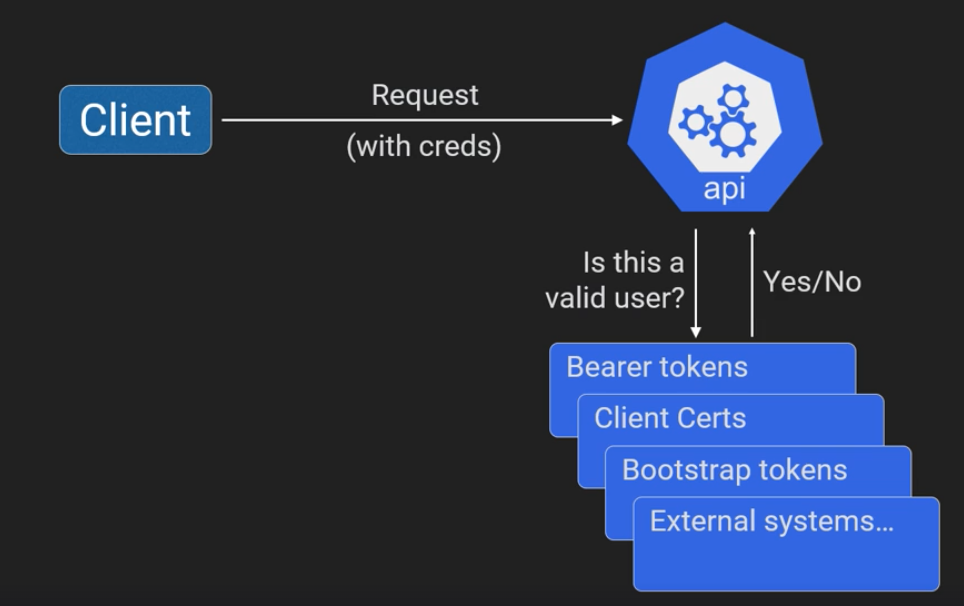 Client
Request
(with creds)
api
Is this a
valid user?
Yes/No
Bearer tokens
Client Certs
Bootstrap tokens
External systems...